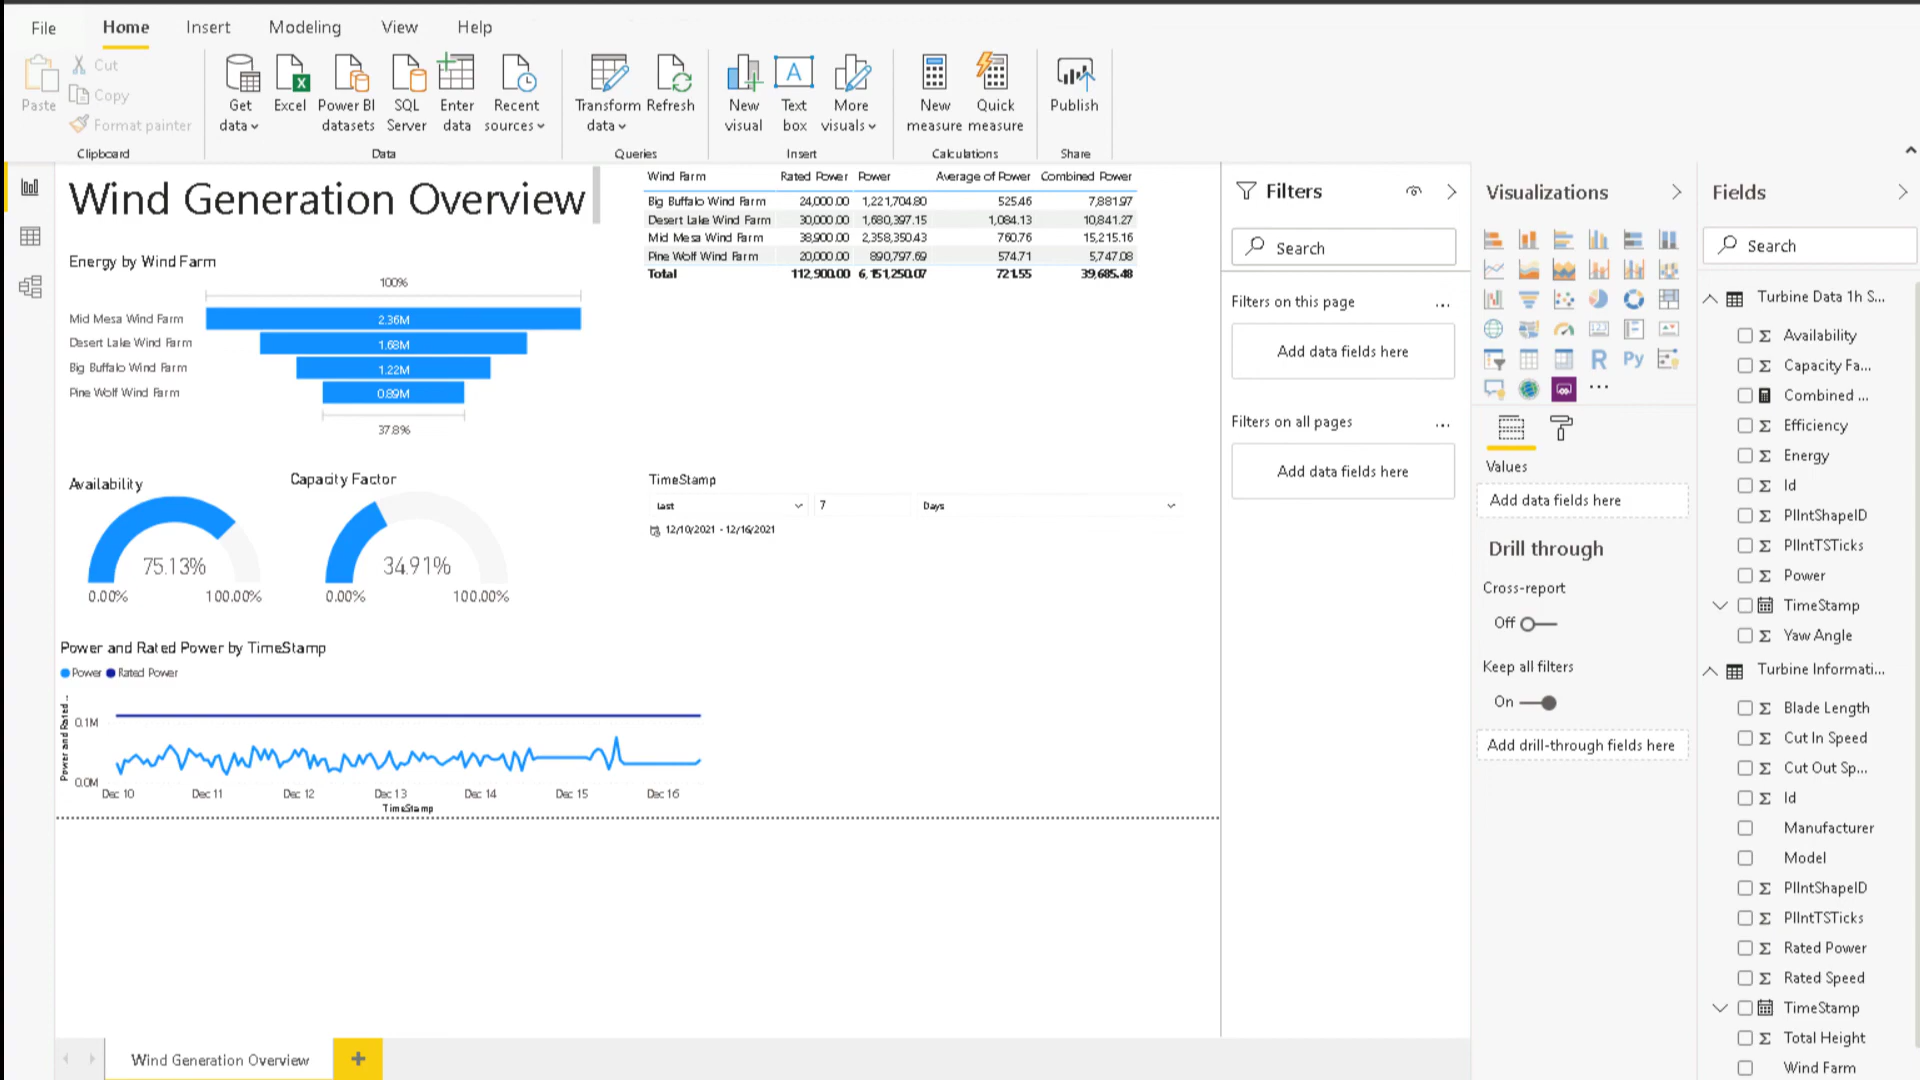 File Home Insert Modeling View Help
Paste
Cut
Copy
Format painter
Clipboard
Get data
Excel
Power BI datasets
SQL Server
Enter data
Recent sources
Data
Transform data
Refresh
Queries
New visual
Text box
More visuals
Insert
New measure
Quick measure
Calculations
Publish
Share
Wind Generation Overview
Energy by Wind Farm
100%
Mid Mesa Wind Farm 2.36M
Desert Lake Wind Farm 1.68M
Big Buffalo Wind Farm 1.22M
Pine Wolf Wind Farm 0.89M
37.8%
Wind Farm Rated Power Power Average of Power Combined Power
Big Buffalo Wind Farm 24,000.00 1,221,704.80 525.46 7,881.97
Desert Lake Wind Farm 30,000.00 1,680,397.15 1,084.13 10,841.27
Mid Mesa Wind Farm 38,900.00 2,358,350.43 760.76 15,215.16
Pine Wolf Wind Farm 20,000.00 890,797.69 574.71 5,747.08
Total 112,900.00 6,151,250.07 721.55 39,685.48
Availability
75.13%
0.00% 100.00%
Capacity Factor
34.91%
0.00% 100.00%
TimeStamp
Last 7 Days
12/10/2021 - 12/16/2021
Power and Rated Power by TimeStamp
Power Rated Power
Power and Rated ...
0.1M
0.0M
Dec 10 Dec 11 Dec 12 Dec 13 Dec 14 Dec 15 Dec 16
TimeStamp
Wind Generation Overview +
Filters
Search
Filters on this page ...
Add data fields here
Filters on all pages ...
Add data fields here
Visualizations
R Py
...
Values
Add data fields here
Drill through
Cross-report
Off
Keep all filters
On
Add drill-through fields here
Fields
Search
Turbine Data 1h S...
Availability
Capacity Fa...
Combined ...
Efficiency
Energy
Id
PIIntShapeID
PIIntTSTicks
Power
TimeStamp
Yaw Angle
Turbine Informati...
Blade Length
Cut In Speed
Cut Out Sp...
Id
Manufacturer
Model
PIIntShapeID
PIIntTSTicks
Rated Power
Rated Speed
TimeStamp
Total Height
Wind Farm